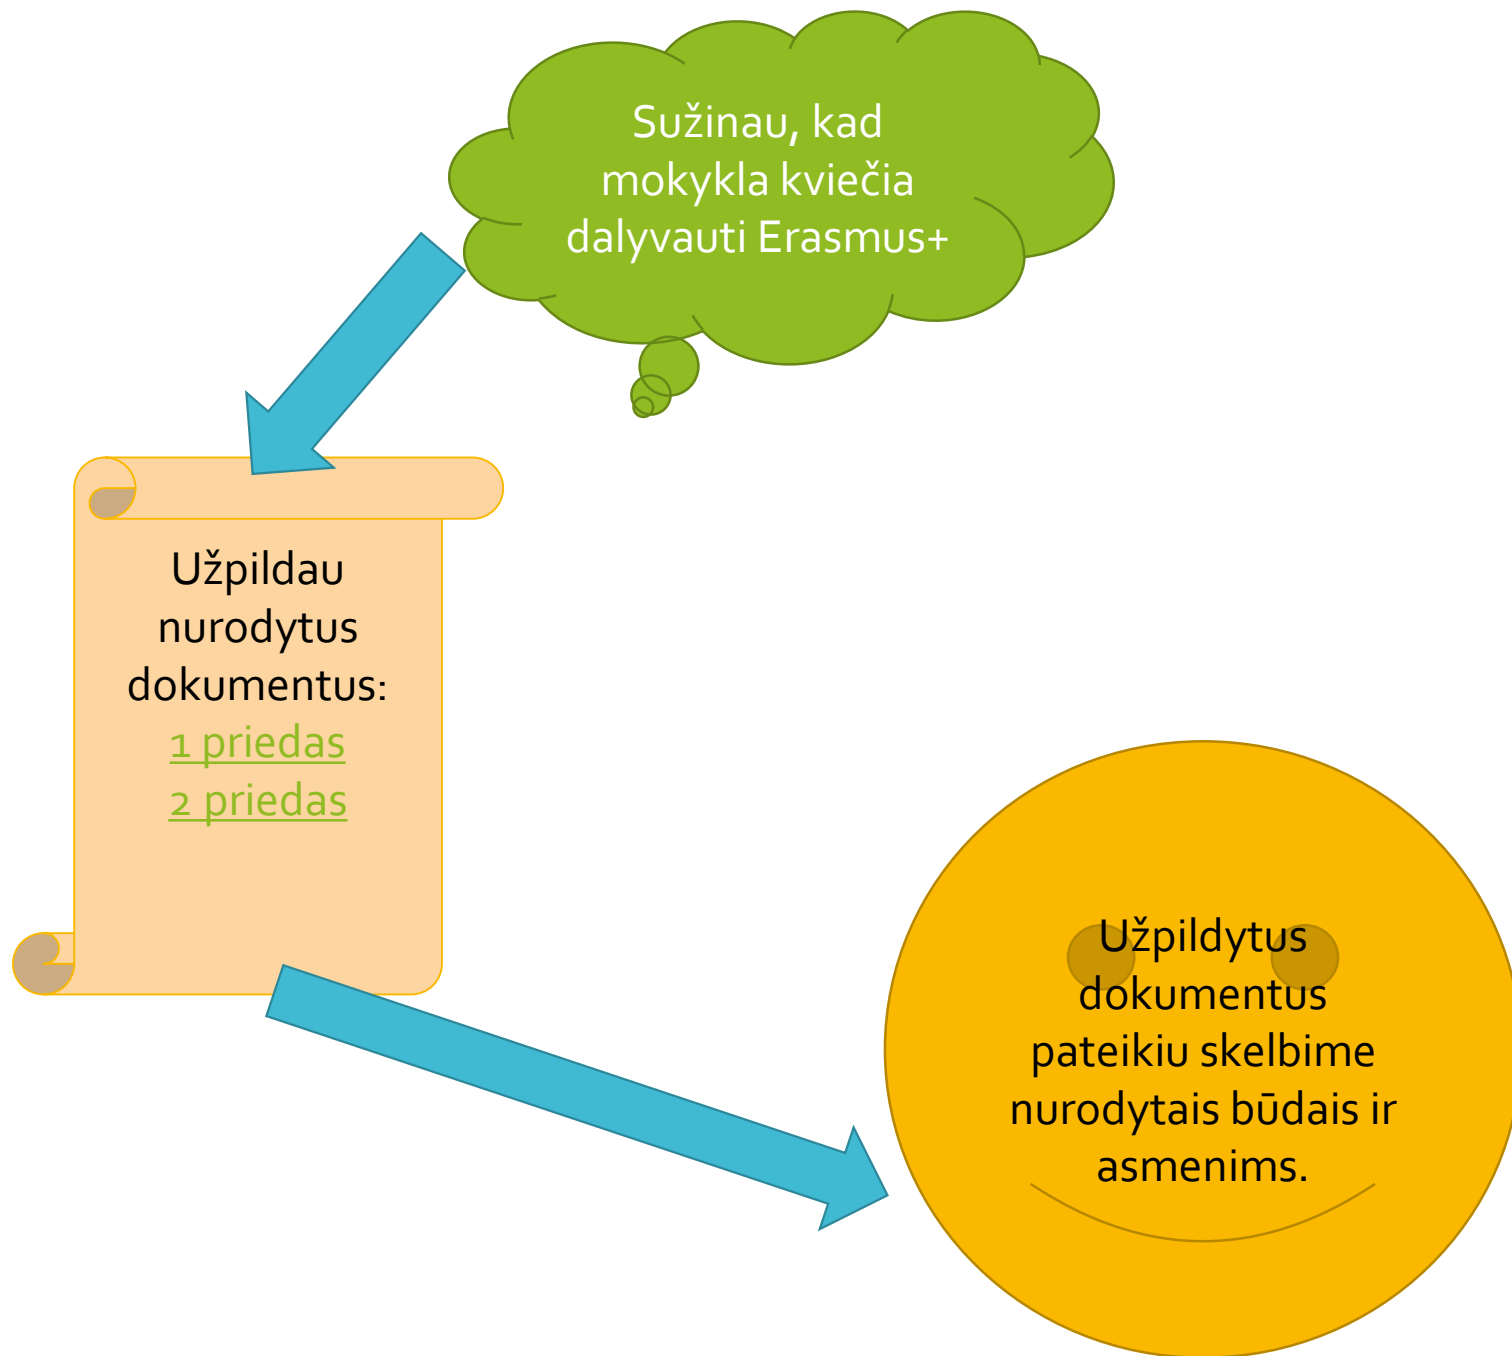 Sužinau, kad
mokykla kviečia
dalyvauti Erasmus+
Užpildau
nurodytus
dokumentus:
1 priedas
2 priedas
Užpildytus
dokumentus
pateikiu skelbime
nurodytais būdais ir
asmenims.